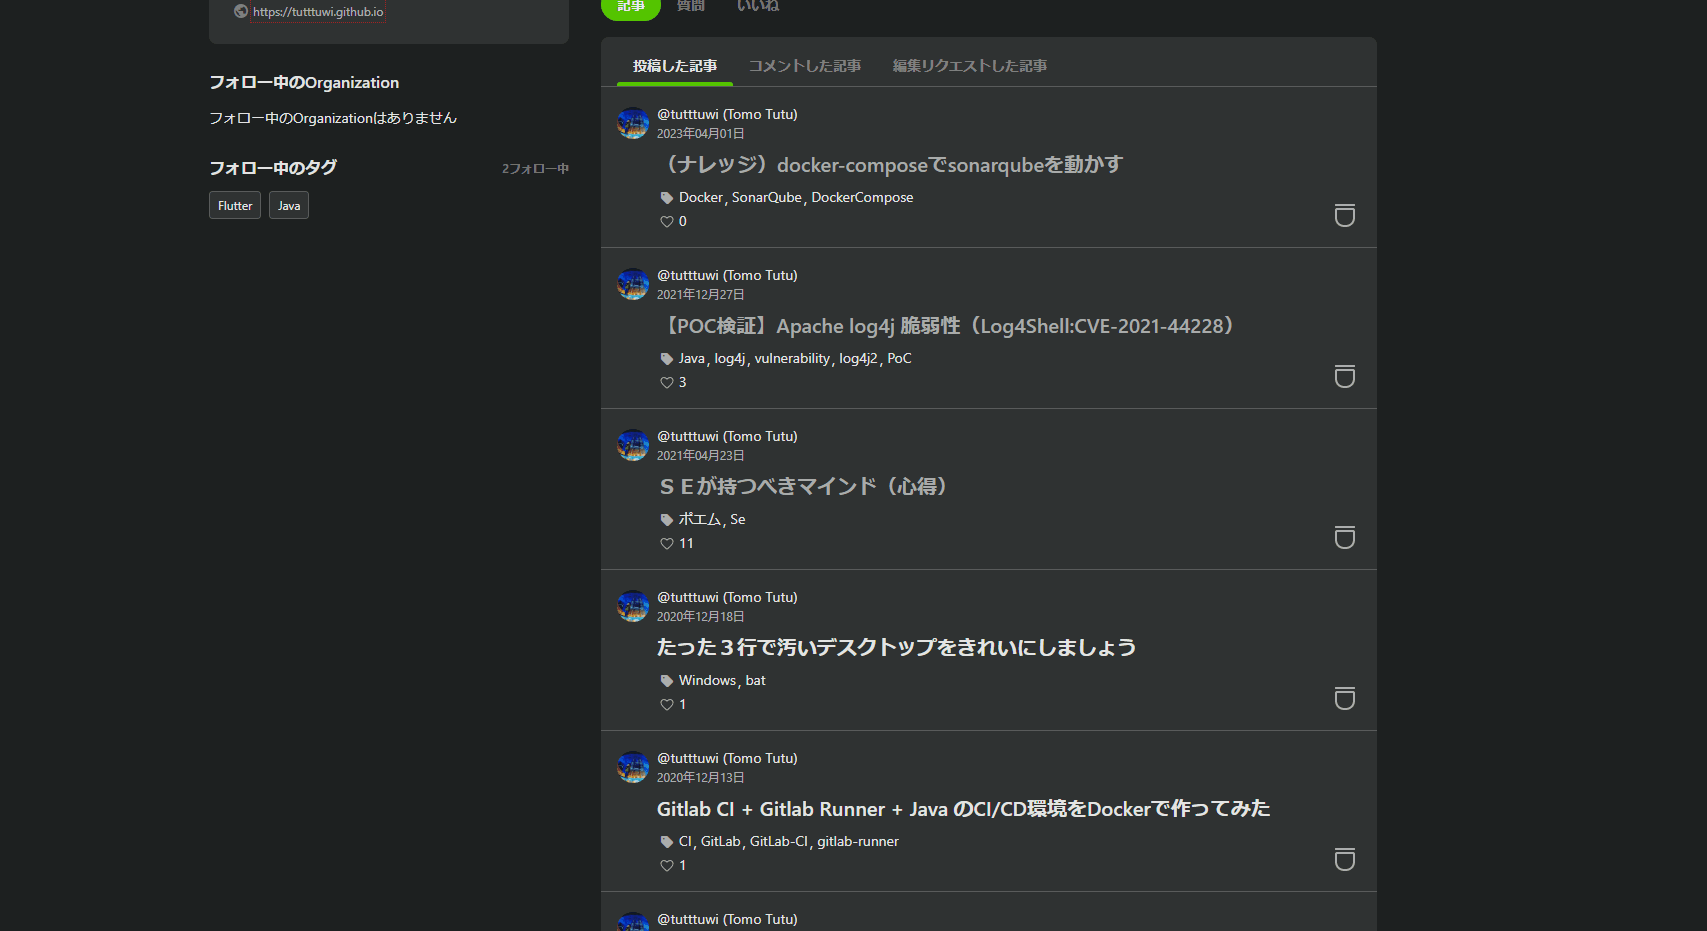 https://tutttuwi.github.io
フォロー中のOrganization
フォロー中のOrganizationはありません
フォロー中のタグ 2フォロー中
Flutter Java
記事 質問 いいね
投稿した記事 コメントした記事 編集リクエストした記事
@tutttuwi (Tomo Tutu)
2023年04月01日
（ナレッジ）docker-composeでsonarqubeを動かす
Docker, SonarQube, DockerCompose
0
@tutttuwi (Tomo Tutu)
2021年12月27日
【POC検証】Apache log4j 脆弱性（Log4Shell:CVE-2021-44228）
Java, log4j, vulnerability, log4j2, PoC
3
@tutttuwi (Tomo Tutu)
2021年04月23日
ＳＥが持つべきマインド（心得）
ポエム, Se
11
@tutttuwi (Tomo Tutu)
2020年12月18日
たった３行で汚いデスクトップをきれいにしましょう
Windows, bat
1
@tutttuwi (Tomo Tutu)
2020年12月13日
Gitlab CI + Gitlab Runner + Java のCI/CD環境をDockerで作ってみた
CI, GitLab, GitLab-CI, gitlab-runner
1
@tutttuwi (Tomo Tutu)